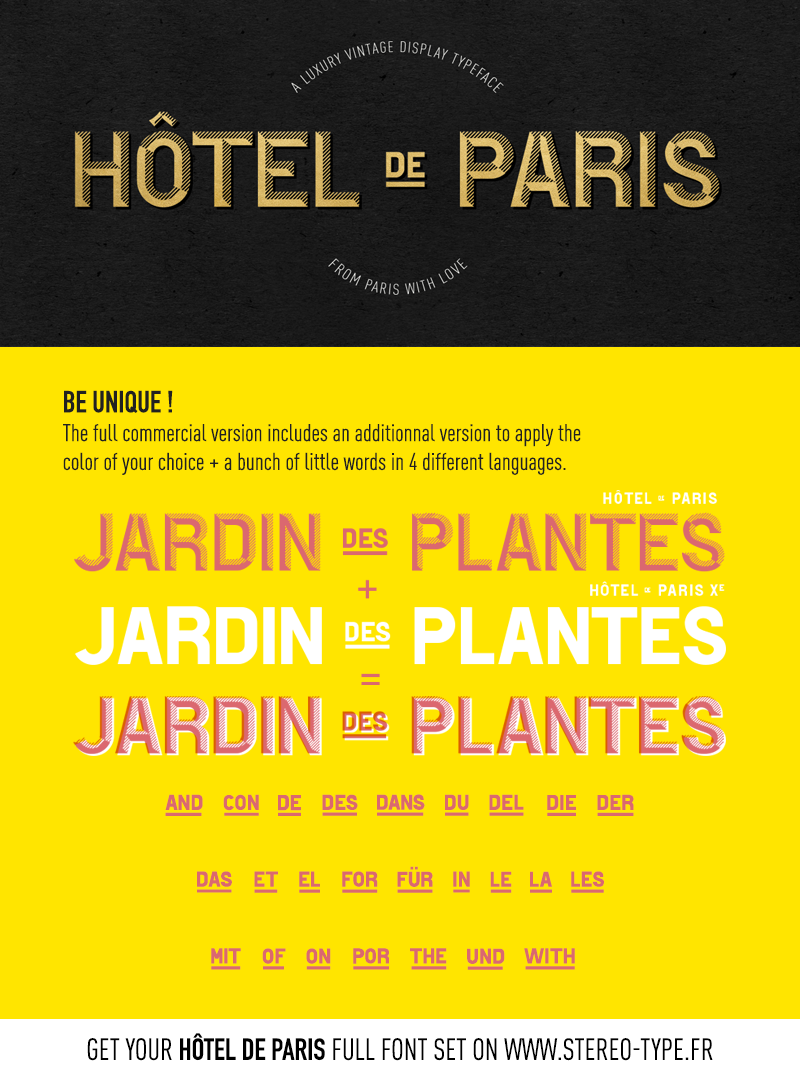 A LUXURY VINTAGE DISPLAY TYPEFACE
HÔTEL DE PARIS
FROM PARIS WITH LOVE
BE UNIQUE !
The full commercial version includes an additionnal version to apply the
color of your choice + a bunch of little words in 4 different languages.
HÔTEL DE PARIS
JARDIN DES PLANTES
+
HÔTEL DE PARIS XE
JARDIN DES PLANTES
=
JARDIN DES PLANTES
AND CON DE DES DANS DU DEL DIE DER
DAS ET EL FOR FÜR IN LE LA LES
MIT OF ON POR THE UND WITH
GET YOUR HÔTEL DE PARIS FULL FONT SET ON WWW.STEREO-TYPE.FR